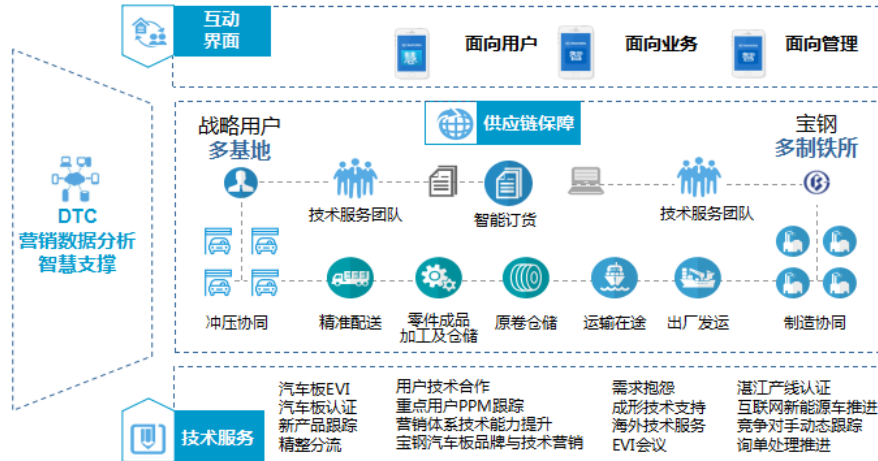 互动
界面
面向用户
面向业务
面向管理
慧
智
智
供应链保障
战略用户
多基地
宝钢
多制铁所
技术服务团队
智能订货
技术服务团队
DTC
营销数据分析
智慧支撑
冲压协同
精准配送
零件成品
加工及仓储
原卷仓储
运输在途
出厂发运
制造协同
技术服务
汽车板EVI
汽车板认证
新产品跟踪
精整分流
用户技术合作
重点用户PPM跟踪
营销体系技术能力提升
宝钢汽车板品牌与技术营销
需求抱怨
成形技术支持
海外技术服务
EVI会议
湛江产线认证
互联网新能源车推进
竞争对手动态跟踪
询单处理推进